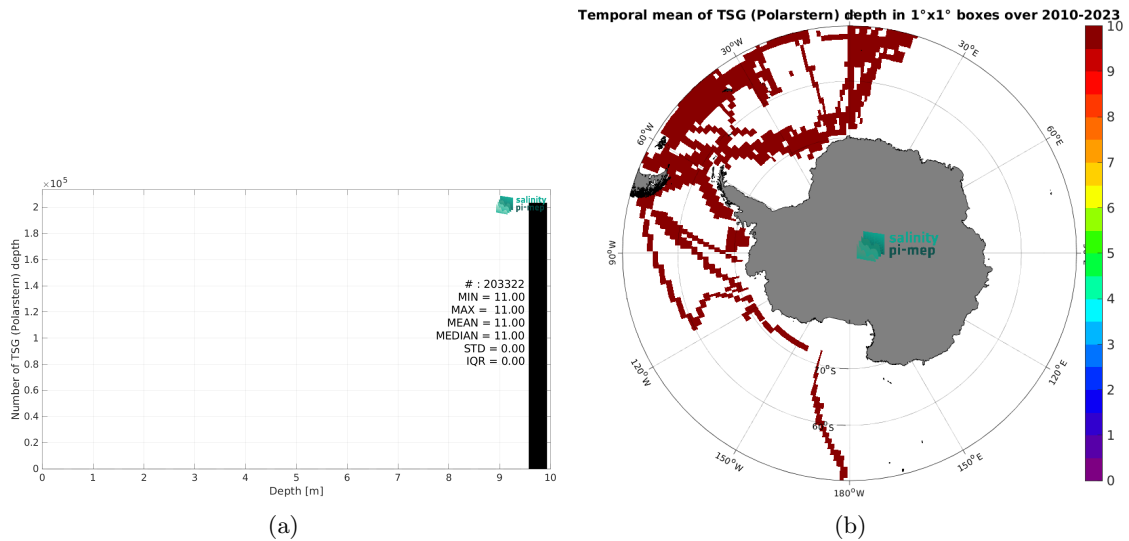 Temporal mean of TSG (Polarstern) depth in 1°x1° boxes over 2010-2023
×10⁵
2
1.8
1.6
1.4
1.2
1
0.8
0.6
0.4
0.2
0
Number of TSG (Polarstern) depth
salinity
pi-mep
# : 203322
MIN = 11.00
MAX = 11.00
MEAN = 11.00
MEDIAN = 11.00
STD = 0.00
IQR = 0.00
0 1 2 3 4 5 6 7 8 9 10
Depth [m]
(a)
30°W
30°E
60°W
60°E
90°W
salinity
pi-mep
120°W
120°E
150°W
150°E
180°W
60°S
10
9
8
7
6
5
4
3
2
1
0
(b)